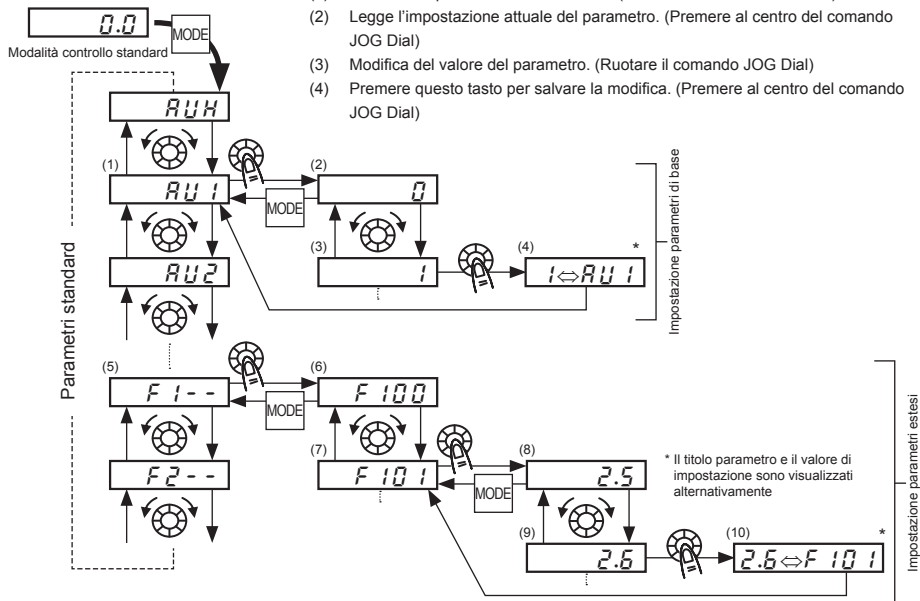 (2) Legge l'impostazione attuale del parametro. (Premere al centro del comando
JOG Dial)
(3) Modifica del valore del parametro. (Ruotare il comando JOG Dial)
(4) Premere questo tasto per salvare la modifica. (Premere al centro del comando
JOG Dial)
0.0
MODE
Modalità controllo standard
Parametri standard
AUH
(1)
AU1
(2)
0
MODE
(3)
1
(4)
*
1⇔AU1
AU2
Impostazione parametri di base
(5)
F1--
(6)
F100
MODE
(7)
F101
(8)
2.5
MODE
F2--
(9)
2.6
(10)
*
2.6⇔F101
* Il titolo parametro e il valore di
impostazione sono visualizzati
alternativamente
Impostazione parametri estesi